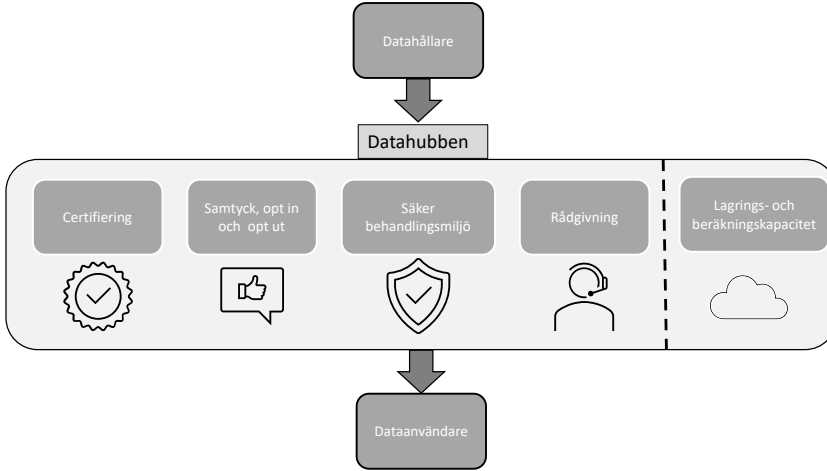 Datahållare
Datahubben
Certifiering
Samtyck, opt in
och opt ut
Säker
behandlingsmiljö
Rådgivning
Lagrings- och
beräkningskapacitet
Dataanvändare